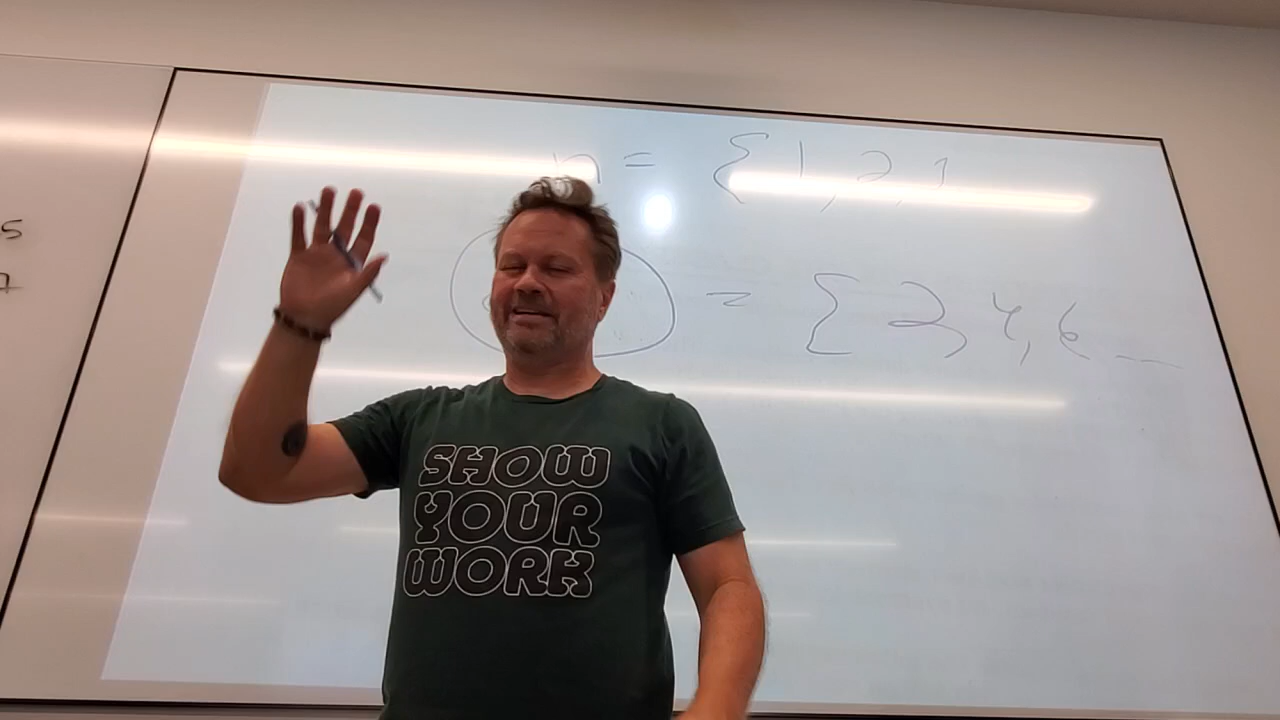 n = {1, 2, 3
= {2, 4, 6 ...
SHOW
YOUR
WORK